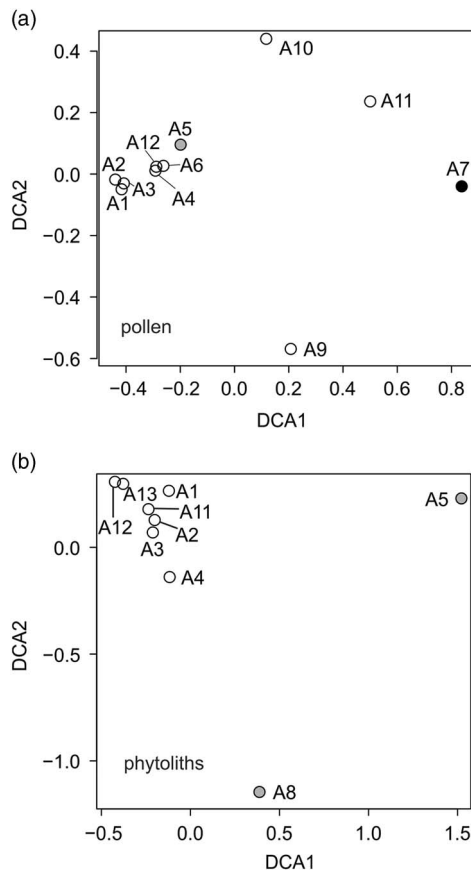 (a)
0.4
0.2
0.0
−0.2
−0.4
−0.6
DCA2
A10
A11
A5
A12
A7
A2
A6
A3
A4
A1
pollen
A9
−0.4 −0.2 0.0 0.2 0.4 0.6 0.8
DCA1
(b)
0.0
−0.5
−1.0
DCA2
A13 A1
A5
A12 A11
A2
A3
A4
phytoliths
A8
−0.5 0.0 0.5 1.0 1.5
DCA1